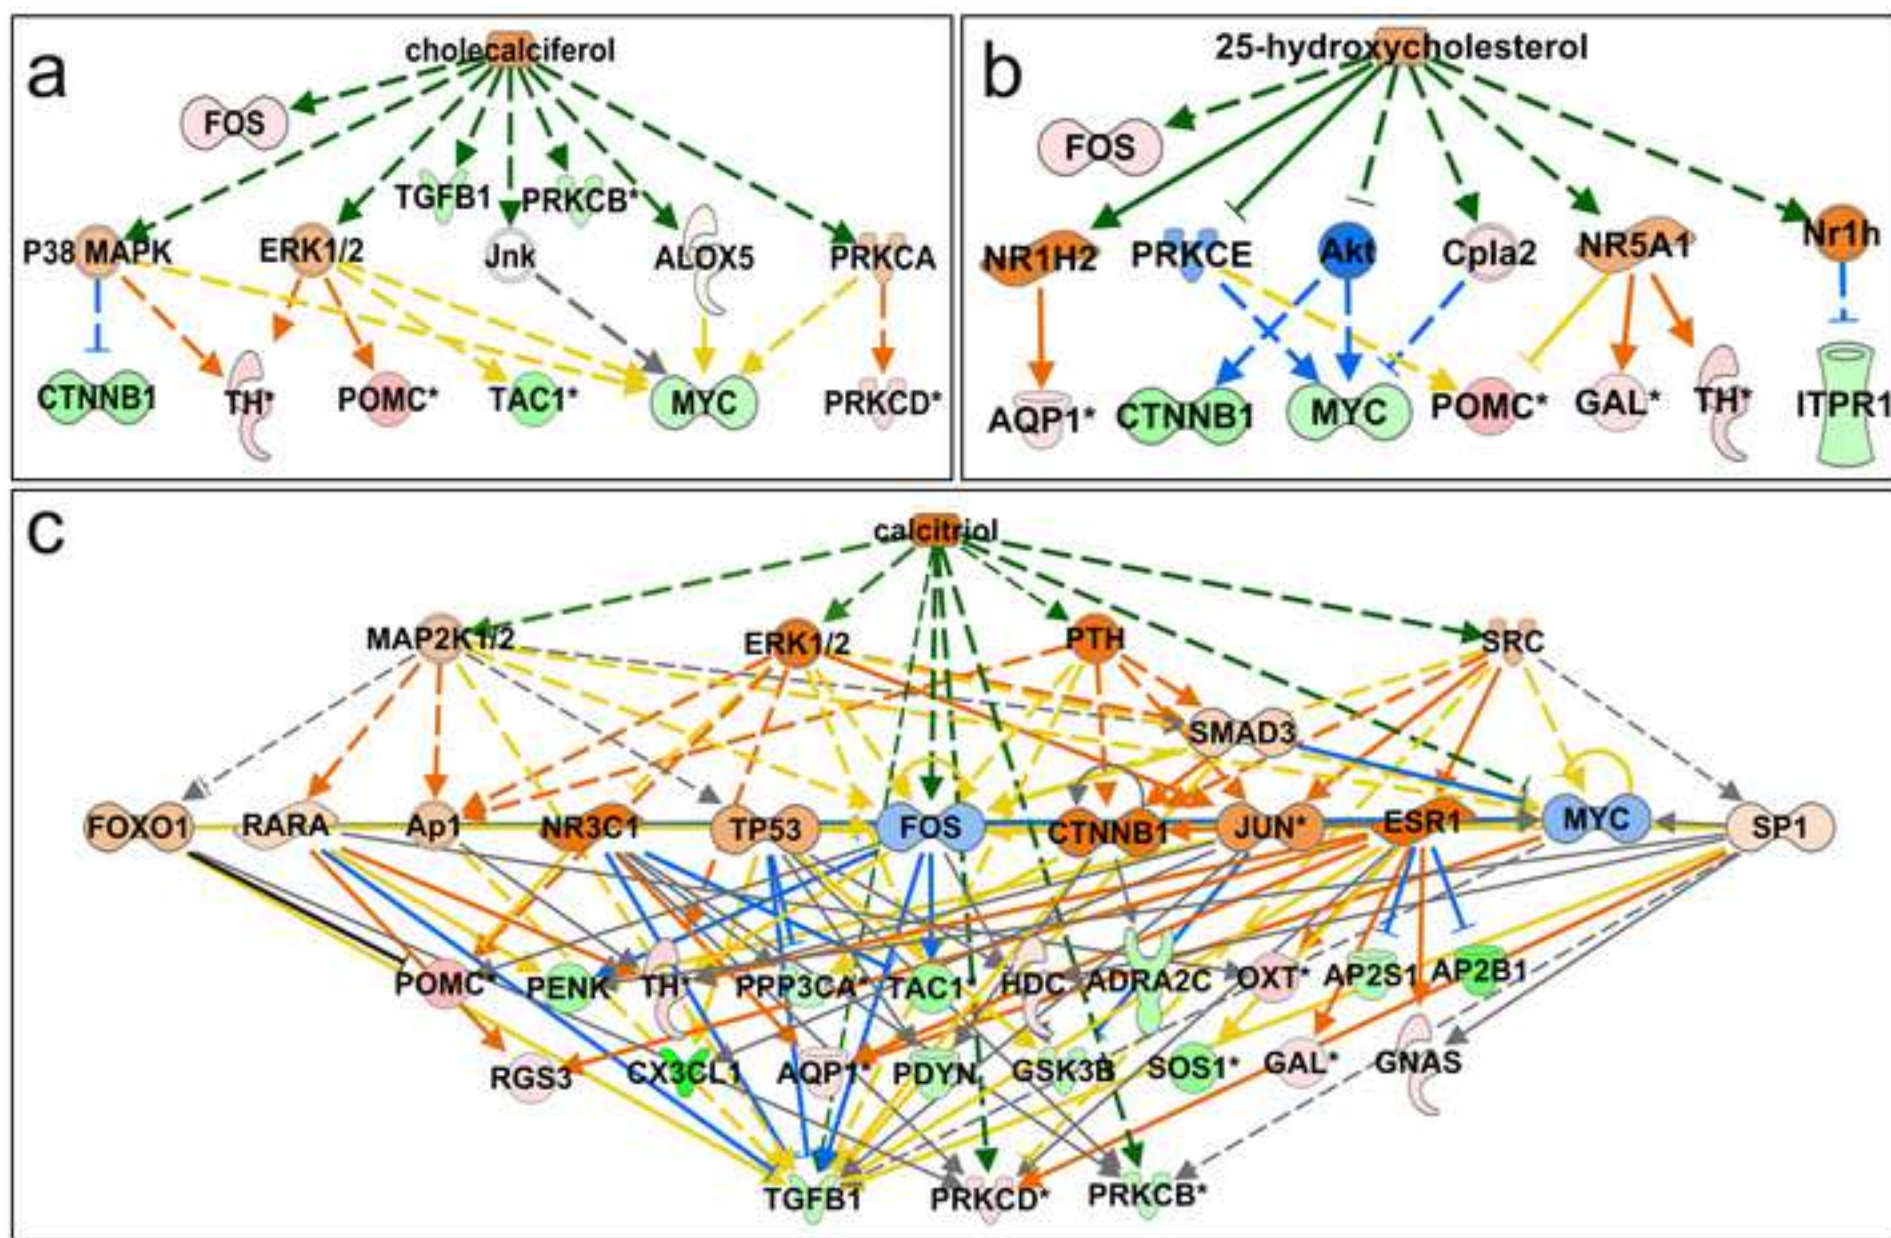 a
cholecalciferol
FOS
TGFB1 PRKCB*
P38 MAPK ERK1/2 Jnk ALOX5 PRKCA
CTNNB1 TH* POMC* TAC1* MYC PRKCD*
b
25-hydroxycholesterol
FOS
NR1H2 PRKCE Akt Cpla2 NR5A1 Nr1h
AQP1* CTNNB1 MYC POMC* GAL* TH* ITPR1
c
calcitriol
MAP2K1/2 ERK1/2 PTH SRC
SMAD3
FOXO1 RARA Ap1 NR3C1 TP53 FOS CTNNB1 JUN* ESR1 MYC SP1
POMC* PENK TH* PPP3CA* TAC1* HDC ADRA2C OXT* AP2S1 AP2B1
RGS3 CX3CL1 AQP1* PDYN GSK3B SOS1* GAL* GNAS
TGFB1 PRKCD* PRKCB*